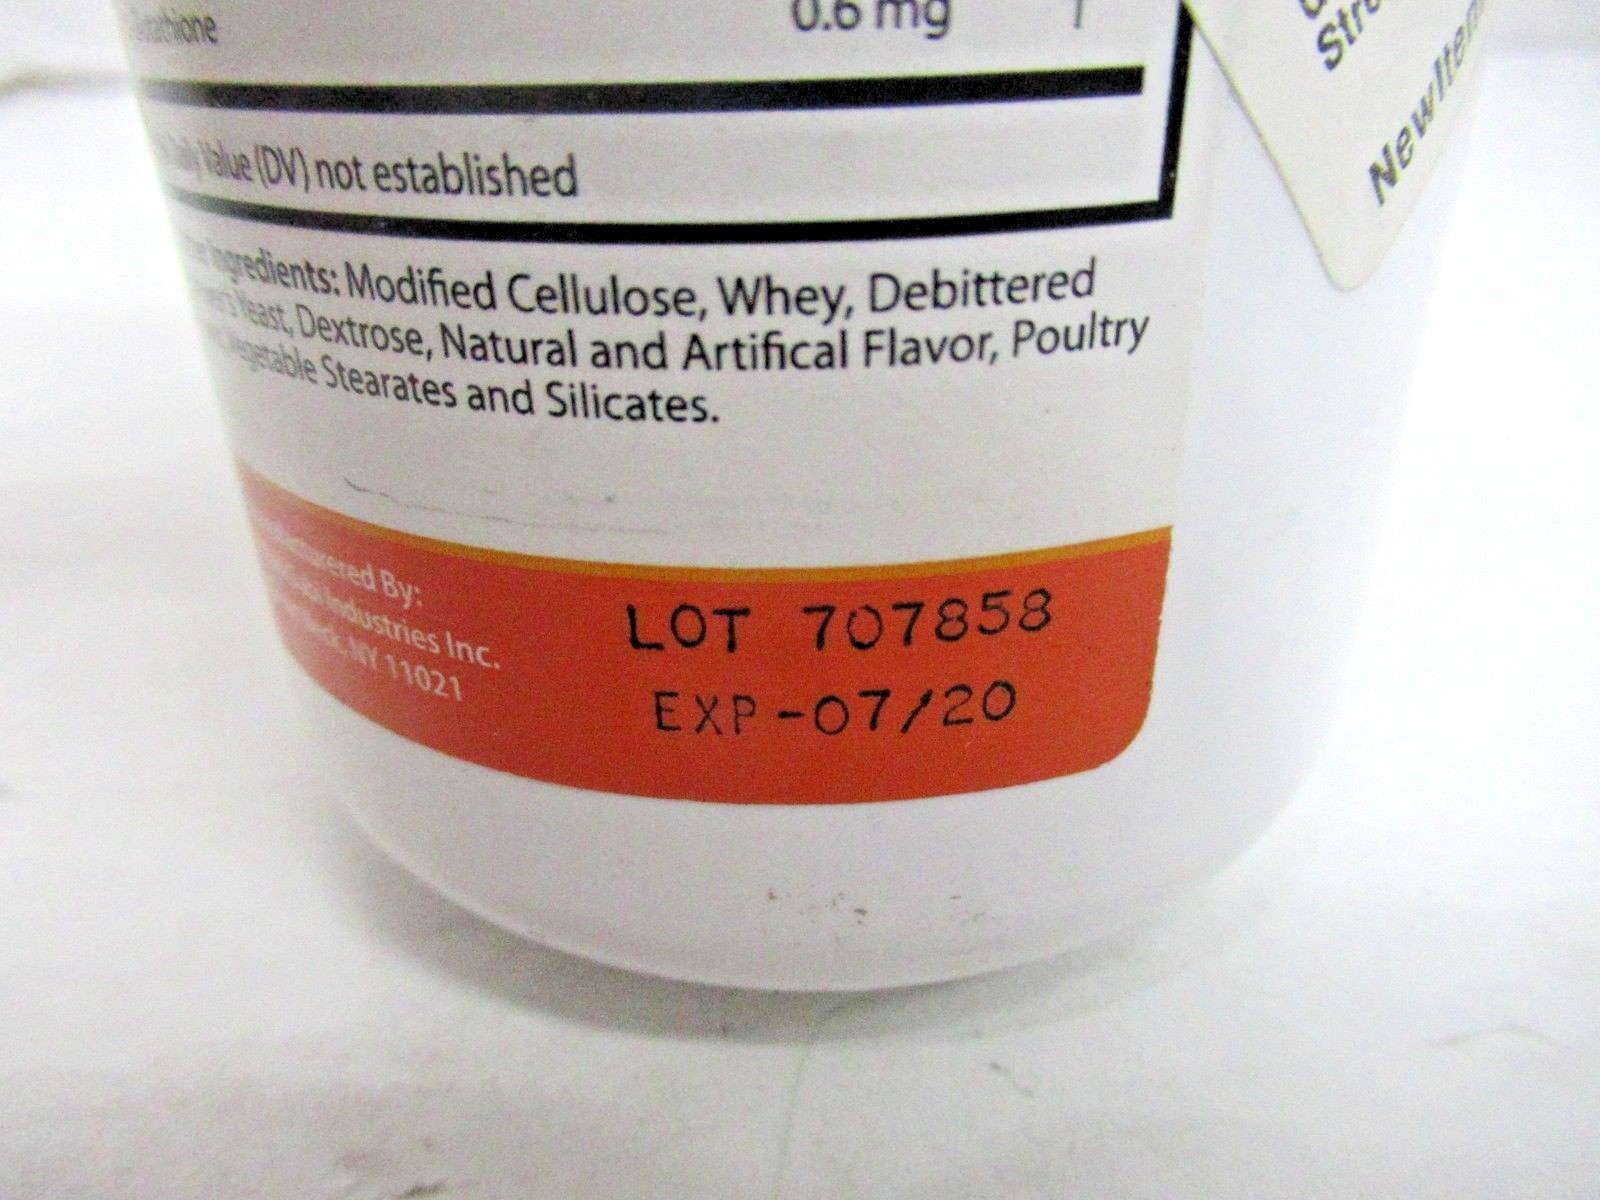 0.6 mg †
Value (DV) not established
Ingredients: Modified Cellulose, Whey, Debittered
Yeast, Dextrose, Natural and Artifical Flavor, Poultry
Vegetable Stearates and Silicates.
By:
Industries Inc.
NY 11021
LOT 707858
EXP-07/20